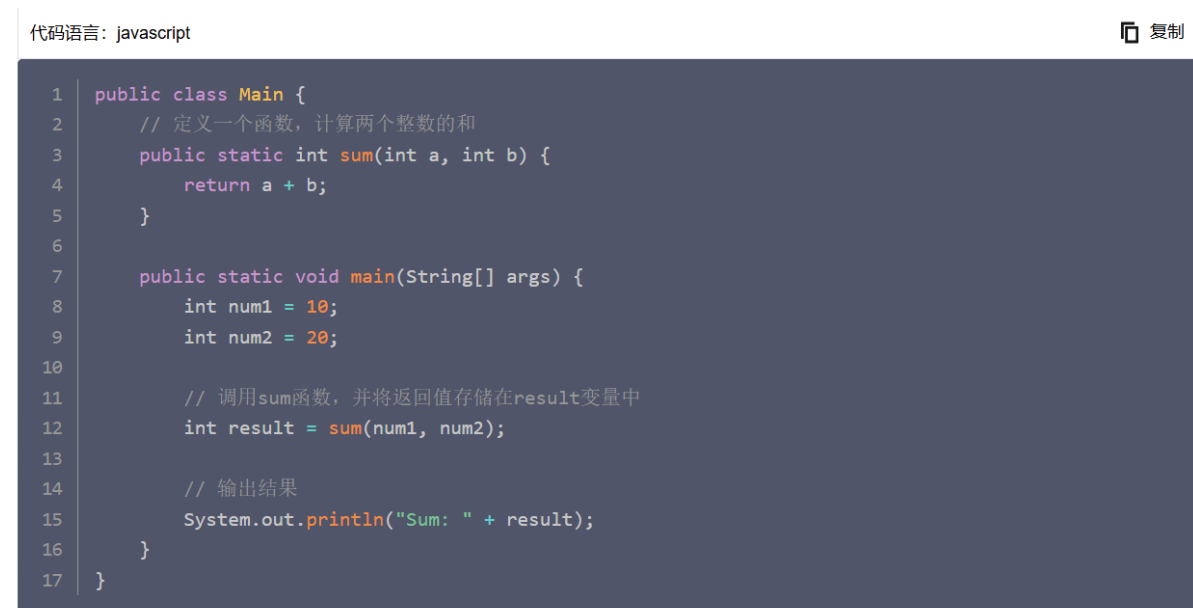 代码语言：javascript
复制
1 public class Main {
2     // 定义一个函数，计算两个整数的和
3     public static int sum(int a, int b) {
4         return a + b;
5     }
6
7     public static void main(String[] args) {
8         int num1 = 10;
9         int num2 = 20;
10
11         // 调用sum函数，并将返回值存储在result变量中
12         int result = sum(num1, num2);
13
14         // 输出结果
15         System.out.println("Sum: " + result);
16     }
17 }